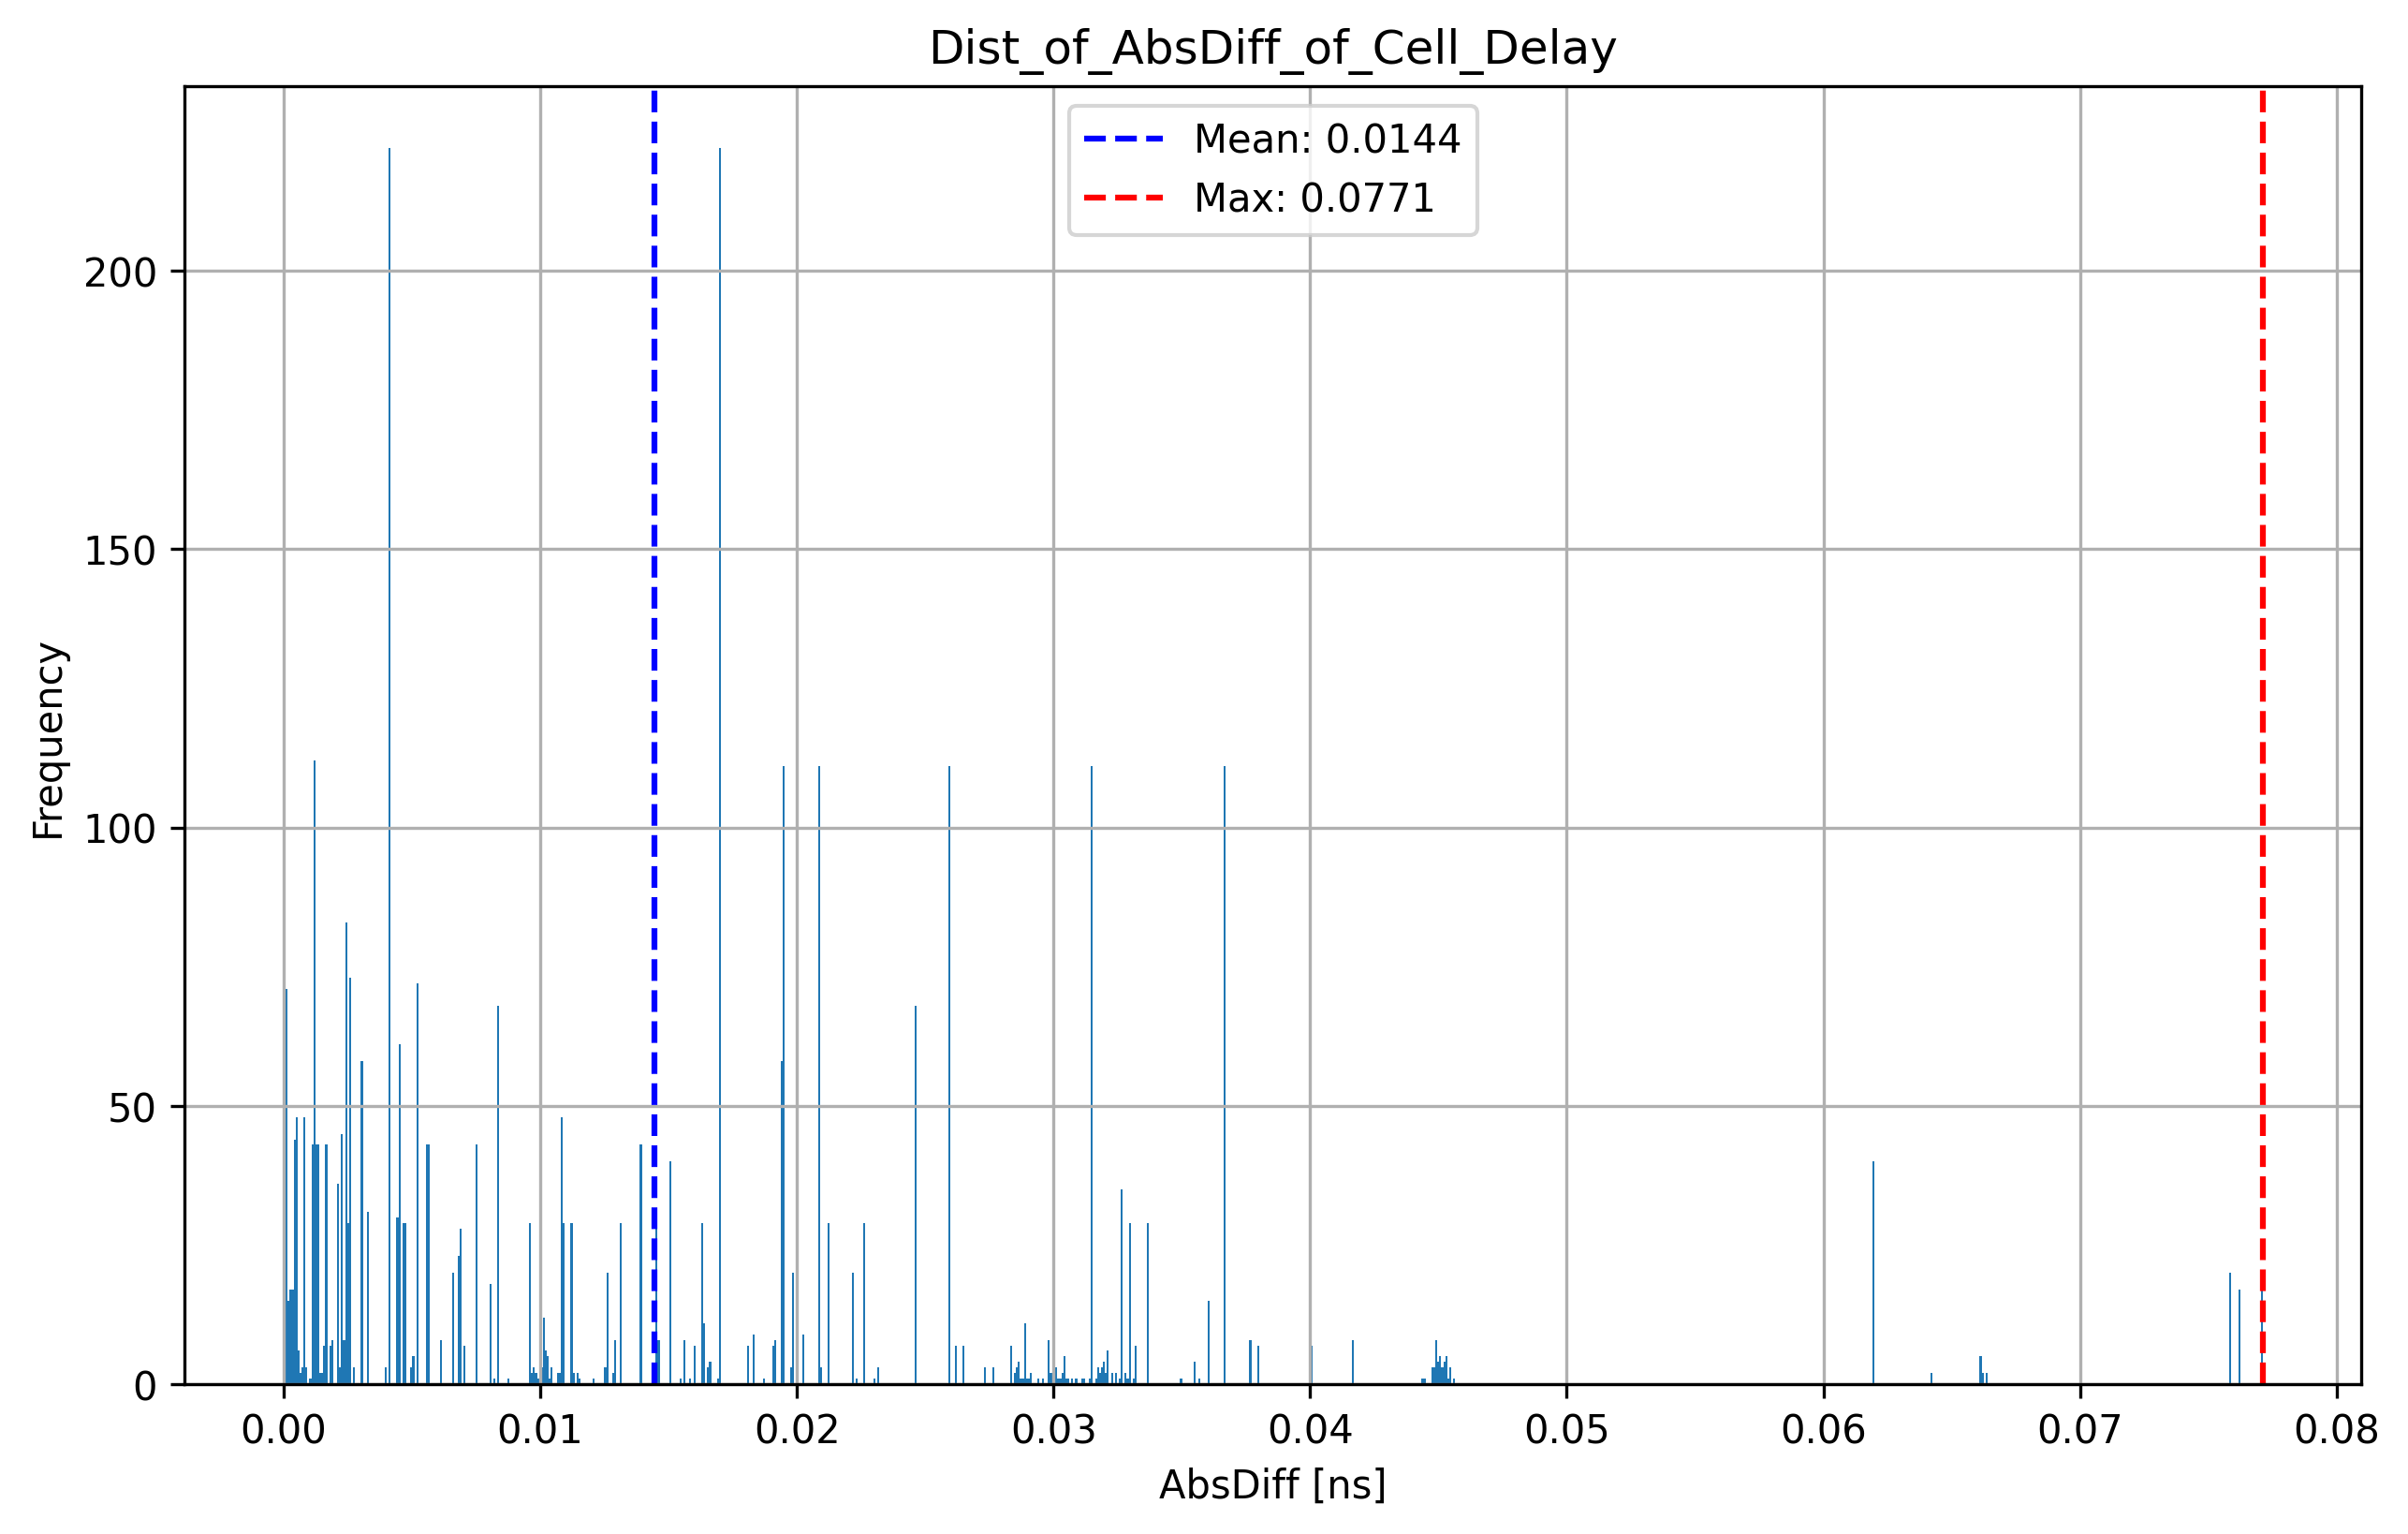 Dist_of_AbsDiff_of_Cell_Delay
Mean: 0.0144
Max: 0.0771
Frequency
200
150
100
50
0
0.00 0.01 0.02 0.03 0.04 0.05 0.06 0.07 0.08
AbsDiff [ns]